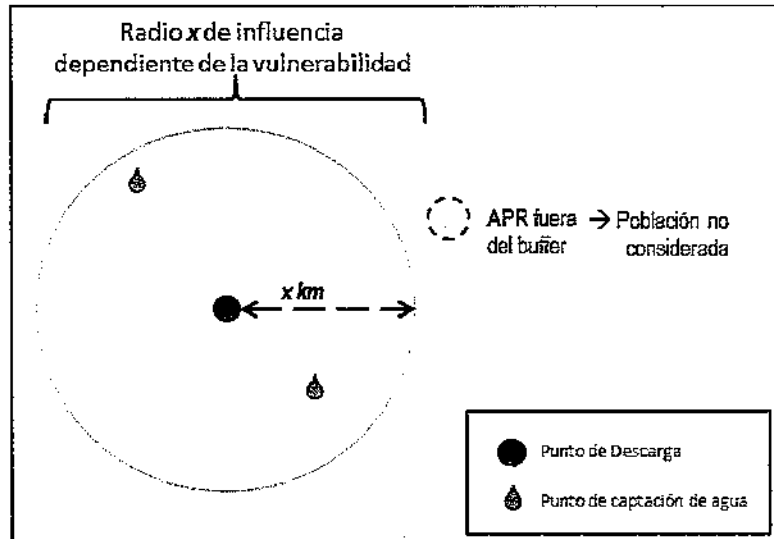 Radio x de influencia
dependiente de la vulnerabilidad
APR fuera → Población no
del buffer considerada
x km
Punto de Descarga
Punto de captación de agua